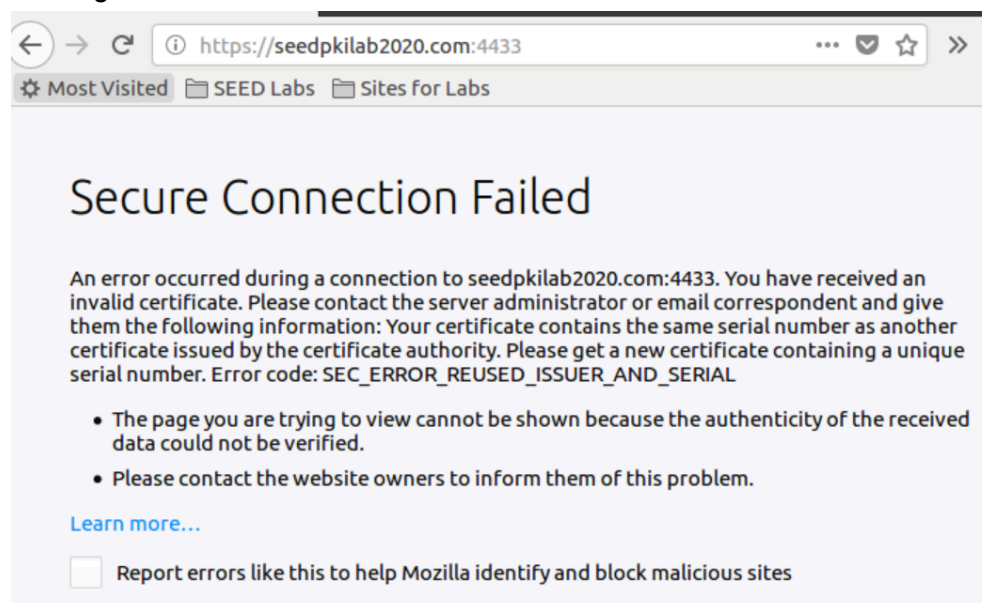 https://seedpkilab2020.com:4433
Most Visited SEED Labs Sites for Labs
Secure Connection Failed
An error occurred during a connection to seedpkilab2020.com:4433. You have received an
invalid certificate. Please contact the server administrator or email correspondent and give
them the following information: Your certificate contains the same serial number as another
certificate issued by the certificate authority. Please get a new certificate containing a unique
serial number. Error code: SEC_ERROR_REUSED_ISSUER_AND_SERIAL
• The page you are trying to view cannot be shown because the authenticity of the received
data could not be verified.
• Please contact the website owners to inform them of this problem.
Learn more…
Report errors like this to help Mozilla identify and block malicious sites